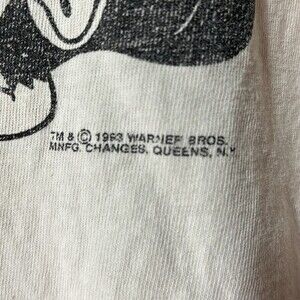 TM & © 1993 WARNER BROS.
MNFG. CHANGES, QUEENS, N.Y.